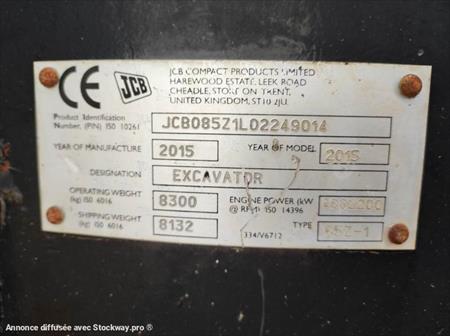 CE JCB JCB COMPACT PRODUCTS LIMITED
HAREWOOD ESTATE, LEEK ROAD
CHEADLE, STOKE ON TRENT,
UNITED KINGDOM, ST10 2JU.
Product Identification
Number, (PIN) ISO 10261 JCB085Z1L02249014
YEAR OF MANUFACTURE 2015 YEAR OF MODEL 2015
DESIGNATION EXCAVATOR
OPERATING WEIGHT
(kg) ISO 6016 8300 ENGINE POWER (kW
@ RPM) ISO 14396
SHIPPING WEIGHT
(kg) ISO 6016 8132 334/V6712 TYPE
Annonce diffusée avec Stockway.pro ®